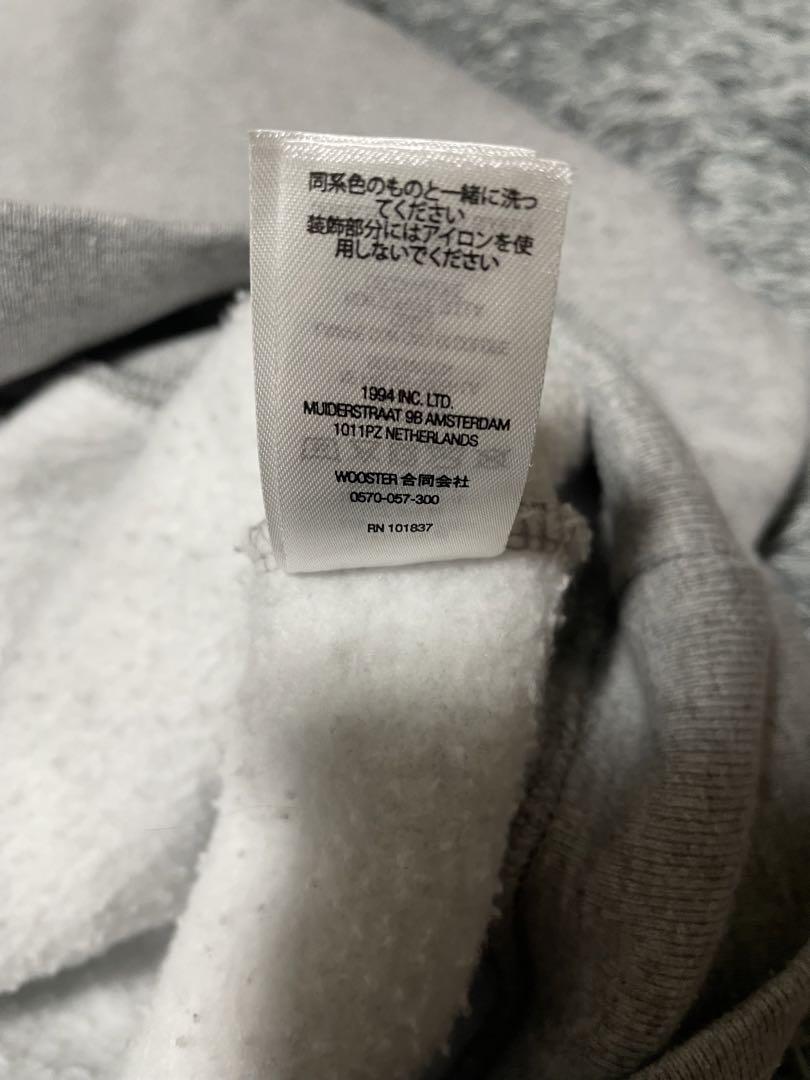 同系色のものと一緒に洗っ
てください
装飾部分にはアイロンを使
用しないでください
1994 INC. LTD.
MUIDERSTRAAT 9B AMSTERDAM
1011PZ NETHERLANDS
WOOSTER 合同会社
0570-057-300
RN 101837